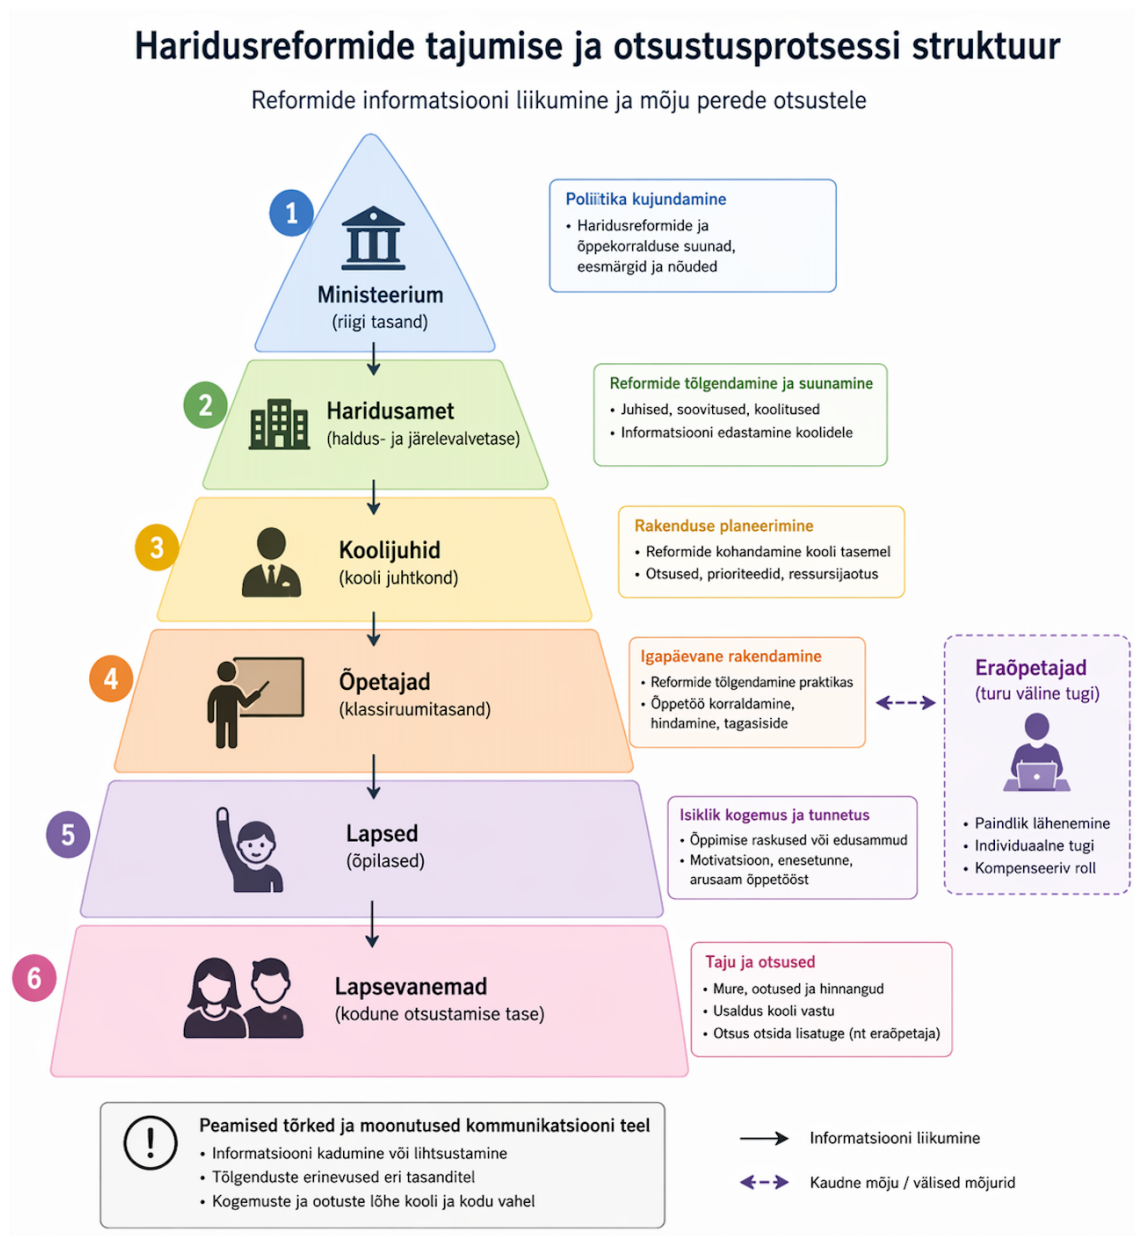 Haridusreformide tajumise ja otsustusprotsessi struktuur
Reformide informatsiooni liikumine ja mõju perede otsustele
1
Ministeerium
(riigi tasand)
kujundamine
• Haridusreformide ja
õppekorralduse suunad,
eesmärgid ja nõuded
2
Haridusamet
(haldus- ja järelevalvetase)
Reformide tõlgendamine ja suunamine
• Juhised, soovitused, koolitused
• Informatsiooni edastamine koolidele
3
Koolijuhid
(kooli juhtkond)
Rakenduse planeerimine
• Reformide kohandamine kooli tasemel
• Otsused, prioriteedid, ressursijaotus
4
Õpetajad
(klassiruumitasand)
Igapäevane rakendamine
• Reformide tõlgendamine praktikas
• Õppetöö korraldamine,
hindamine, tagasiside
Eraõpetajad
(turu väline tugi)
• Paindlik lähenemine
• Individuaalne tugi
• Kompenseeriv roll
5
Lapsed
(õpilased)
Isiklik kogemus ja tunnetus
• Õppimise raskused või edusammud
• Motivatsioon, enesetunne,
arusaam õppetööst
6
Lapsevanemad
(kodune otsustamise tase)
Taju ja otsused
• Mure, ootused ja hinnangud
• Usaldus kooli vastu
• Otsus otsida lisatuge (nt eraõpetaja)
!
Peamised tõrked ja moonutused kommunikatsiooni teel
• Informatsiooni kadumine või lihtsustamine
• Tõlgenduste erinevused eri tasanditel
• Kogemuste ja ootuste lõhe kooli ja kodu vahel
Informatsiooni liikumine
Kaudne mõju / välised mõjurid